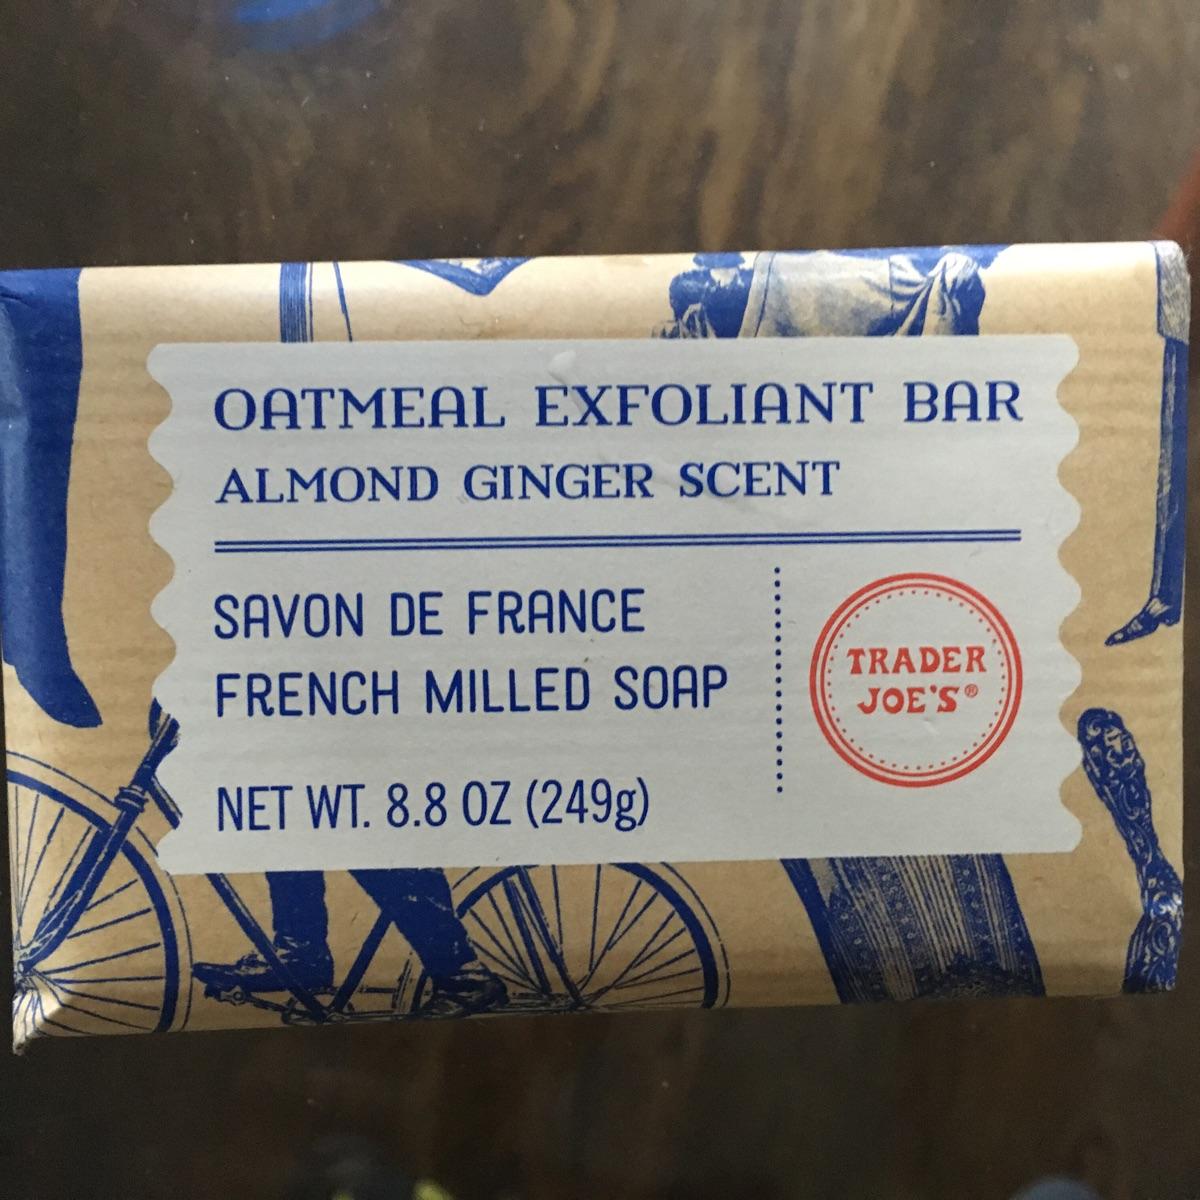 OATMEAL EXFOLIANT BAR
ALMOND GINGER SCENT
SAVON DE FRANCE
FRENCH MILLED SOAP
NET WT. 8.8 OZ (249g)
TRADER
JOE'S®